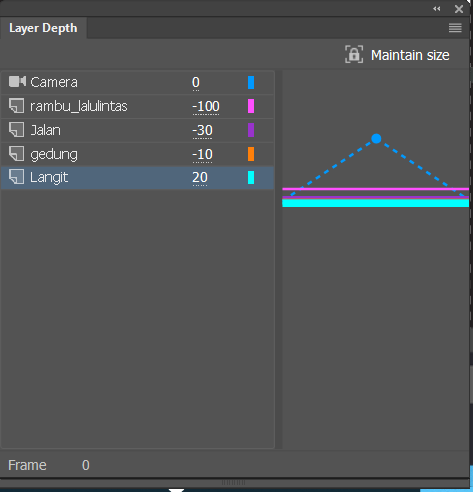 Layer Depth
Maintain size
Camera 0
rambu_lalulintas -100
Jalan -30
gedung -10
Langit 20
Frame 0